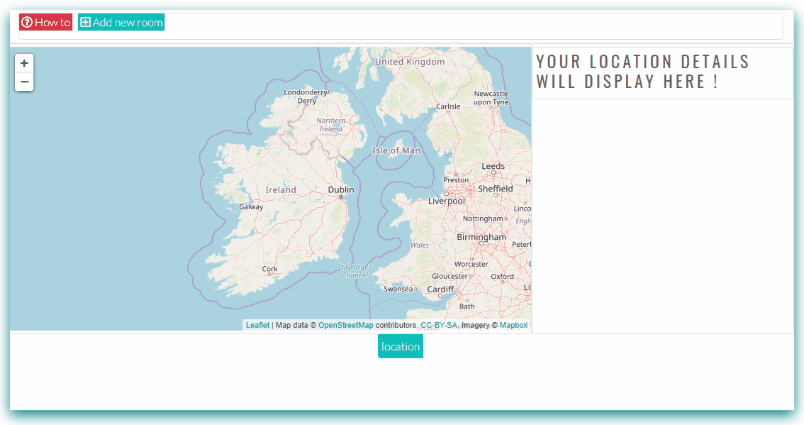 How to
Add new room
+
−
YOUR LOCATION DETAILS
WILL DISPLAY HERE !
United Kingdom
Londonderry/
Derry
Newcastle
upon Tyne
Carlisle
Northern
Ireland
Isle of Man
Leeds
Preston
Ireland
Dublin
Sheffield
Liverpool
Galway
Linco
Nottingham
Engl
Birmingham
Peterl
Wales
Worcester
Cork
Gloucester
Oxford
Swansea
Cardiff
Bath
Leaflet | Map data © OpenStreetMap contributors, CC-BY-SA, Imagery © Mapbox
location